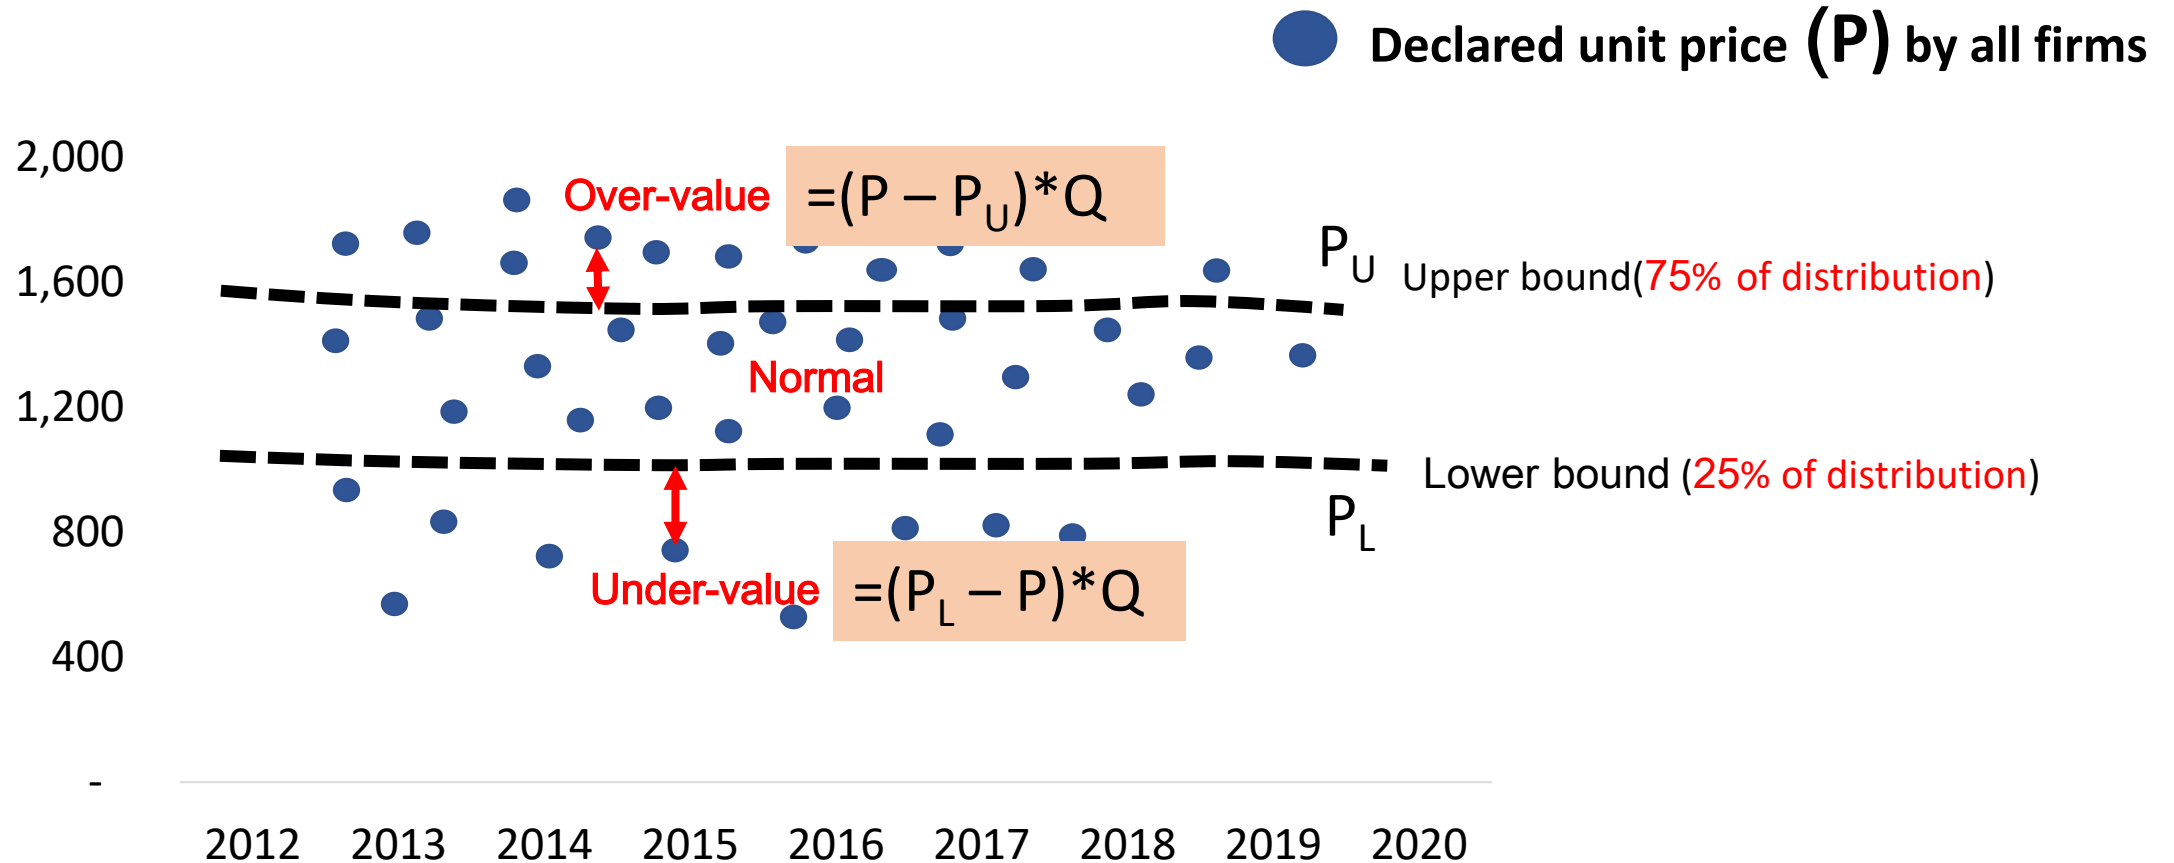 Declared unit price (P) by all firms
2,000
Over-value =(P – PU)*Q
1,600
PU Upper bound(75% of distribution)
Normal
1,200
Lower bound (25% of distribution)
PL
800
Under-value =(PL – P)*Q
400
-
2012 2013 2014 2015 2016 2017 2018 2019 2020